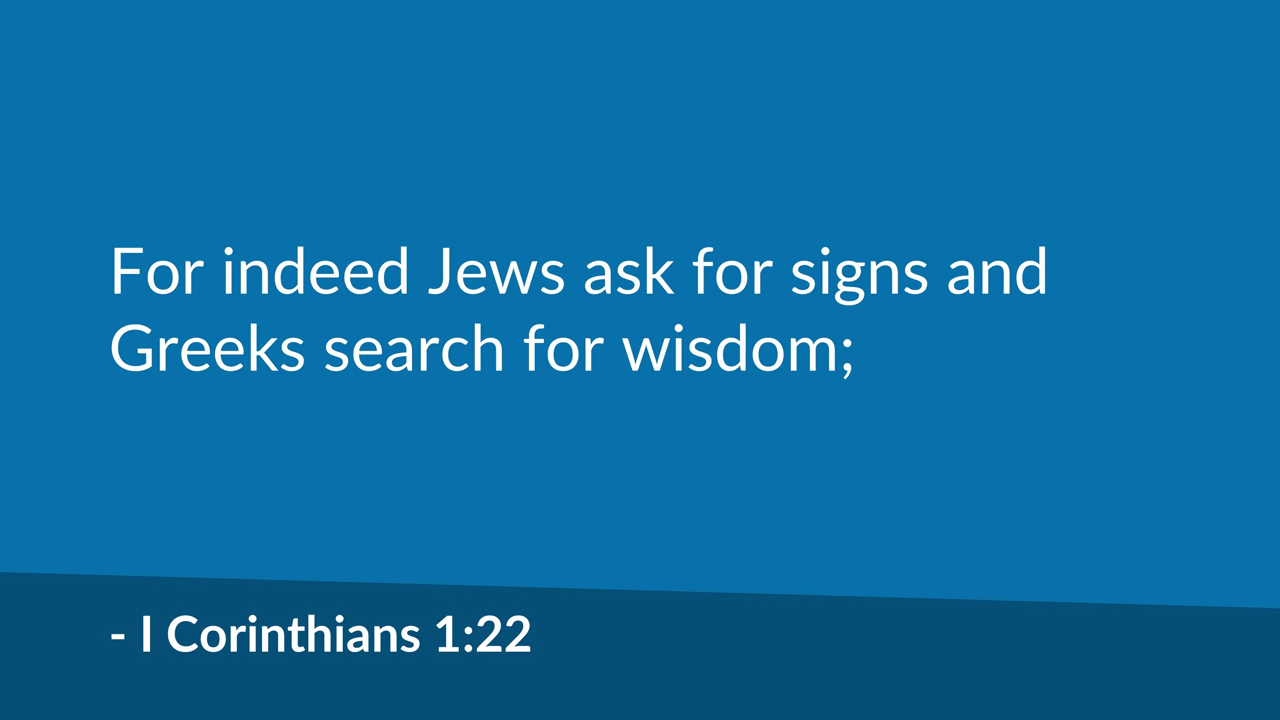 For indeed Jews ask for signs and
Greeks search for wisdom;
- I Corinthians 1:22